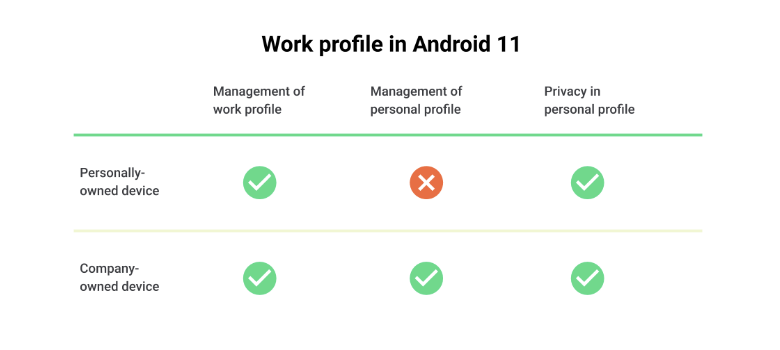 Work profile in Android 11
Management of
work profile
Management of
personal profile
Privacy in
personal profile
Personally-
owned device
Company-
owned device